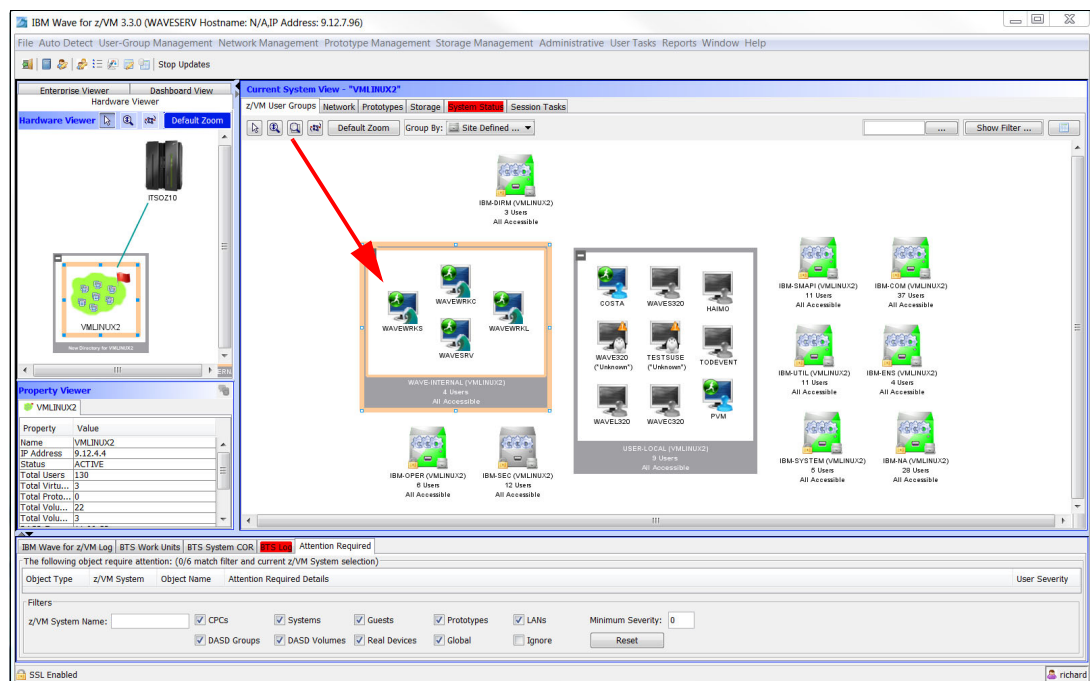 IBM Wave for z/VM 3.3.0 (WAVESERV Hostname: N/A,IP Address: 9.12.7.96)
File Auto Detect User-Group Management Network Management Prototype Management Storage Management Administrative User Tasks Reports Window Help
Stop Updates
Enterprise Viewer Dashboard View
Hardware Viewer
Hardware Viewer Default Zoom
ITSOZ10
VMLINUX2
New Directory for VMLINUX2
Property Viewer
VMLINUX2
Property Value
Name VMLINUX2
IP Address 9.12.4.4
Status ACTIVE
Total Users 130
Total Virtu... 3
Total Proto... 0
Total Volu... 22
Total Volu... 3
Current System View - "VMLINUX2"
z/VM User Groups Network Prototypes Storage System Status Session Tasks
Default Zoom Group By: Site Defined ... ... Show Filter ...
IBM-DIRM (VMLINUX2)
3 Users
All Accessible
WAVEWRKC
WAVEWRKS
WAVEWRKL
WAVESRV
WAVE-INTERNAL (VMLINUX2)
4 Users
All Accessible
COSTA WAVES320 HAIMO
WAVE320 TESTSUSE TODEVENT
("Unknown") ("Unknown")
WAVEL320 WAVEC320 PVM
USER-LOCAL (VMLINUX2)
9 Users
All Accessible
IBM-SMAPI (VMLINUX2) IBM-COM (VMLINUX2)
11 Users 37 Users
All Accessible All Accessible
IBM-UTIL (VMLINUX2) IBM-ENS (VMLINUX2)
11 Users 4 Users
All Accessible All Accessible
IBM-SYSTEM (VMLINUX2) IBM-NA (VMLINUX2)
28 Users
All Accessible All Accessible
IBM-OPER (VMLINUX2) IBM-SEC (VMLINUX2)
6 Users 12 Users
All Accessible All Accessible
IBM Wave for z/VM Log BTS Work Units BTS System COR BTS Log Attention Required
The following object require attention: (0/6 match filter and current z/VM System selection)
Object Type z/VM System Object Name Attention Required Details User Severity
Filters
z/VM System Name: CPCs Systems Guests Prototypes LANs Minimum Severity: 0
DASD Groups DASD Volumes Real Devices Global Ignore Reset
SSL Enabled richard